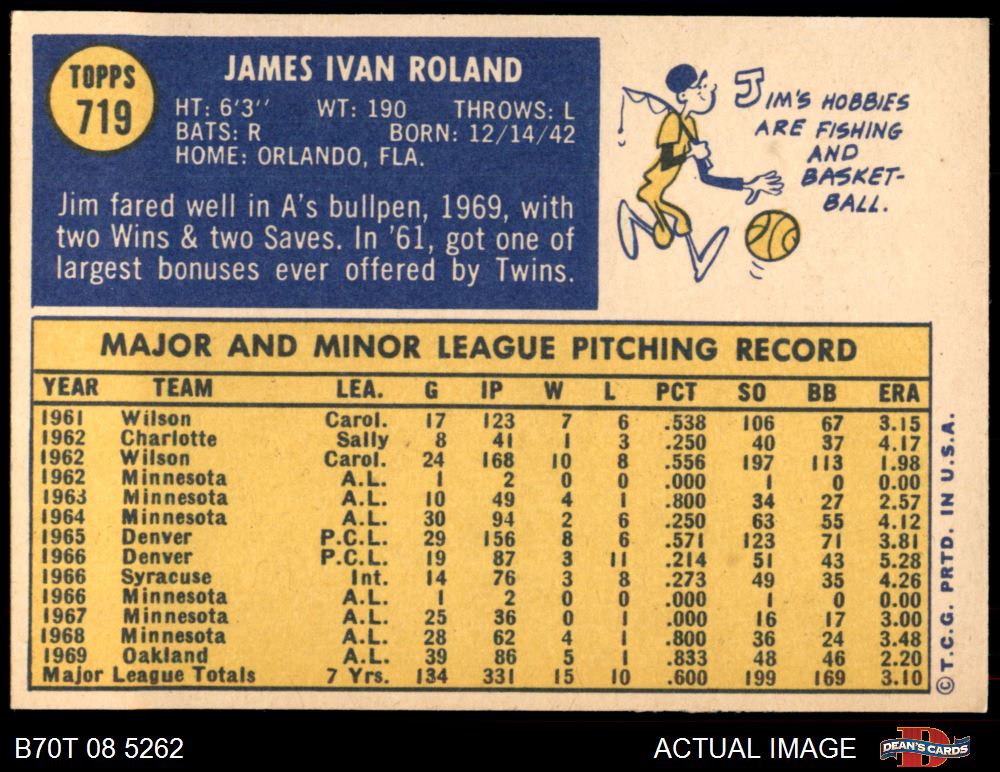 TOPPS
719
JAMES IVAN ROLAND
HT: 6'3'' WT: 190 THROWS: L
BATS: R BORN: 12/14/42
HOME: ORLANDO, FLA.
Jim fared well in A's bullpen, 1969, with
two Wins & two Saves. In '61, got one of
largest bonuses ever offered by Twins.
JIM'S HOBBIES
ARE FISHING
AND
BASKET-
BALL.
MAJOR AND MINOR LEAGUE PITCHING RECORD
YEAR TEAM LEA. G IP W L PCT SO BB ERA
1961 Wilson Carol. 17 123 7 6 .538 106 67 3.15
1962 Charlotte Sally 8 41 1 3 .250 40 37 4.17
1962 Wilson Carol. 24 168 10 8 .556 197 113 1.98
1962 Minnesota A.L. 1 2 0 0 .000 1 0 0.00
1963 Minnesota A.L. 10 49 4 1 .800 34 27 2.57
1964 Minnesota A.L. 30 94 2 6 .250 63 55 4.12
1965 Denver P.C.L. 29 156 8 6 .571 123 71 3.81
1966 Denver P.C.L. 19 87 3 11 .214 51 43 5.28
1966 Syracuse Int. 14 76 3 8 .273 49 35 4.26
1966 Minnesota A.L. 1 2 0 0 .000 1 0 0.00
1967 Minnesota A.L. 25 36 0 1 .000 16 17 3.00
1968 Minnesota A.L. 28 62 4 1 .800 36 24 3.48
1969 Oakland A.L. 39 86 5 1 .833 48 46 2.20
Major League Totals 7 Yrs. 134 331 15 10 .600 199 169 3.10
© T.C.G. PRTD. IN U.S.A.
B70T 08 5262
ACTUAL IMAGE
DEAN'S CARDS